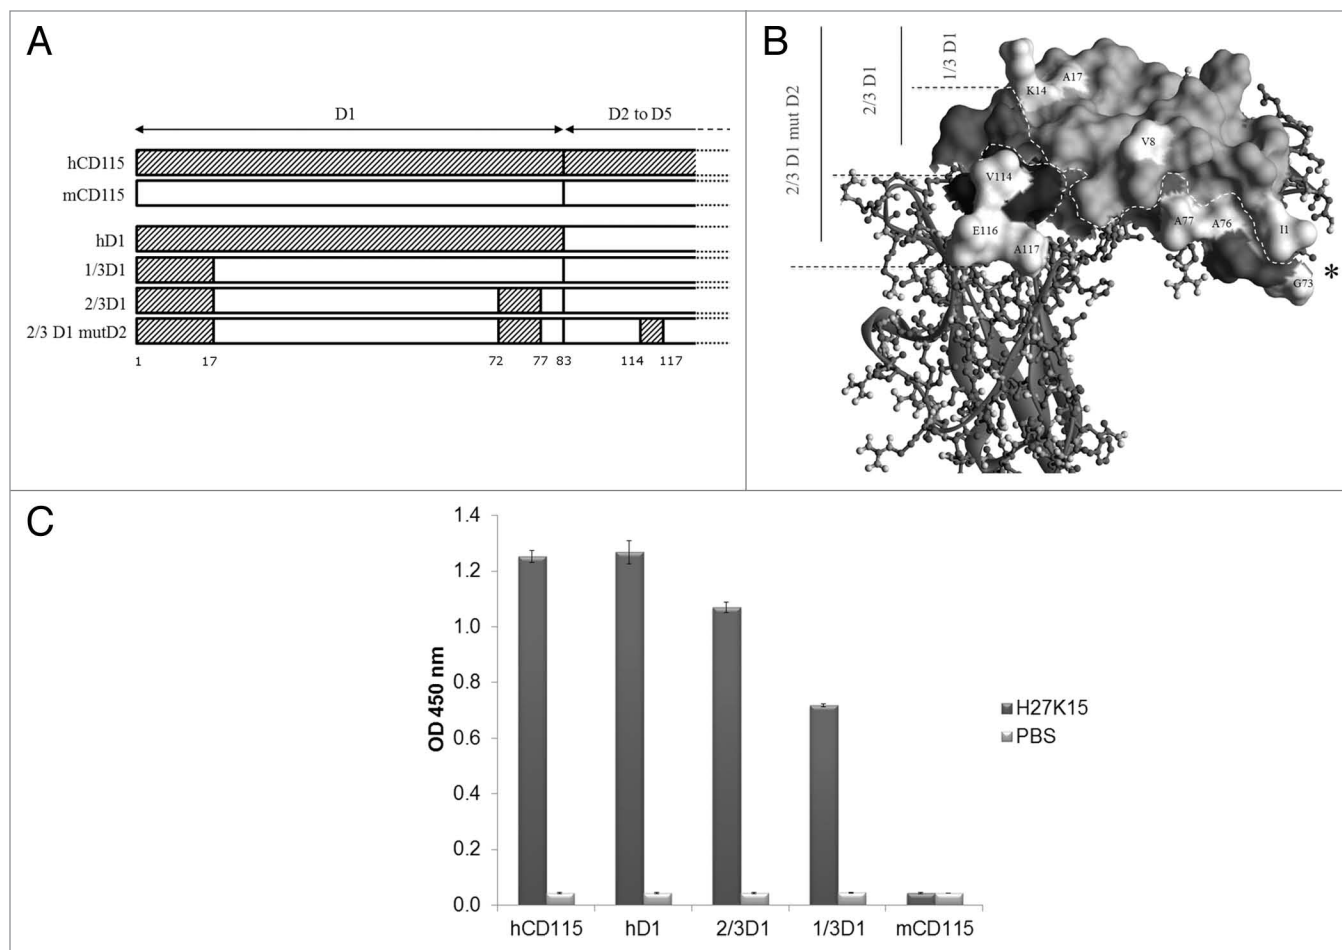 A
D1
D2 to D5
hCD115
mCD115
hD1
1/3D1
2/3D1
2/3 D1 mutD2
1 17 72 77 83 114 117
B
2/3 D1 mut D2
2/3 D1
1/3 D1
K14
A17
V8
V114
E116
A117
A77
A76
I1
G73
*
C
OD 450 nm
1.4
1.2
1.0
0.8
0.6
0.4
0.2
0.0
hCD115 hD1 2/3D1 1/3D1 mCD115
H27K15
PBS